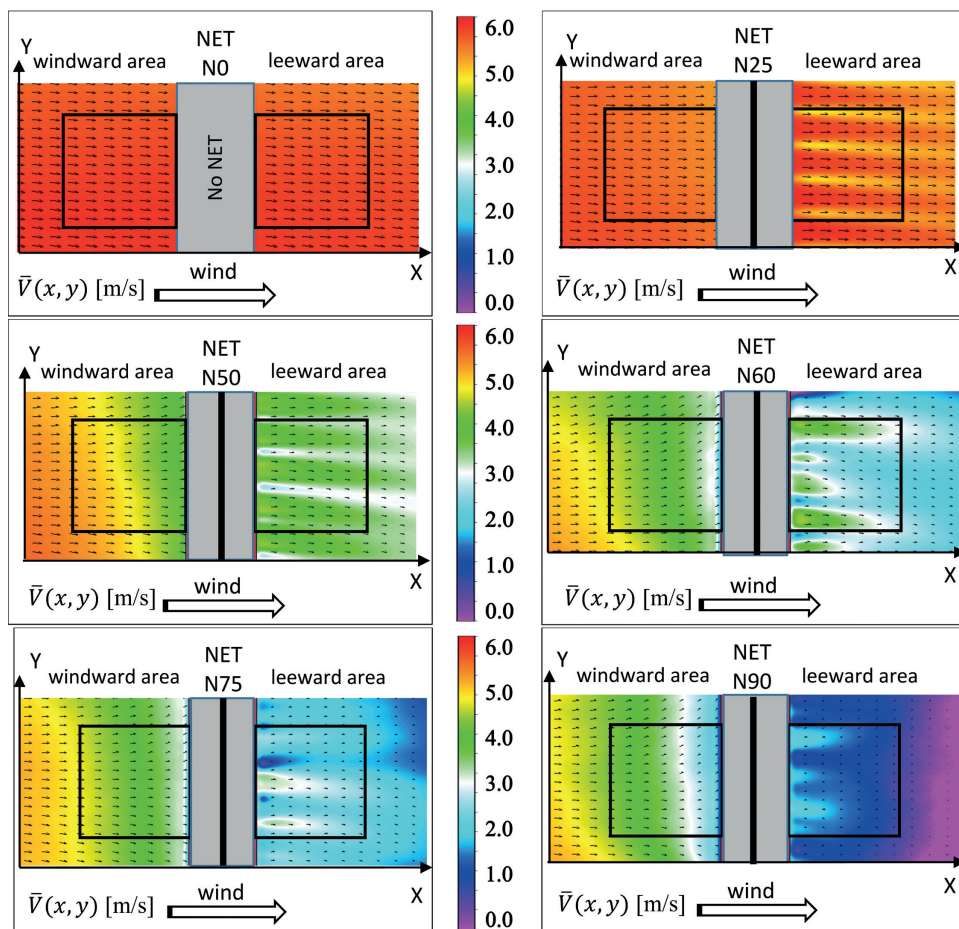 Y
NET
N0
windward area
leeward area
No NET
X
V̄(x, y) [m/s]
wind
6.0
5.0
4.0
3.0
2.0
1.0
0.0
Y
NET
N25
windward area
leeward area
X
V̄(x, y) [m/s]
wind
Y
NET
N50
windward area
leeward area
X
V̄(x, y) [m/s]
wind
6.0
5.0
4.0
3.0
2.0
1.0
0.0
Y
NET
N60
windward area
leeward area
X
V̄(x, y) [m/s]
wind
Y
NET
N75
windward area
leeward area
X
V̄(x, y) [m/s]
wind
6.0
5.0
4.0
3.0
2.0
1.0
0.0
Y
NET
N90
windward area
leeward area
X
V̄(x, y) [m/s]
wind